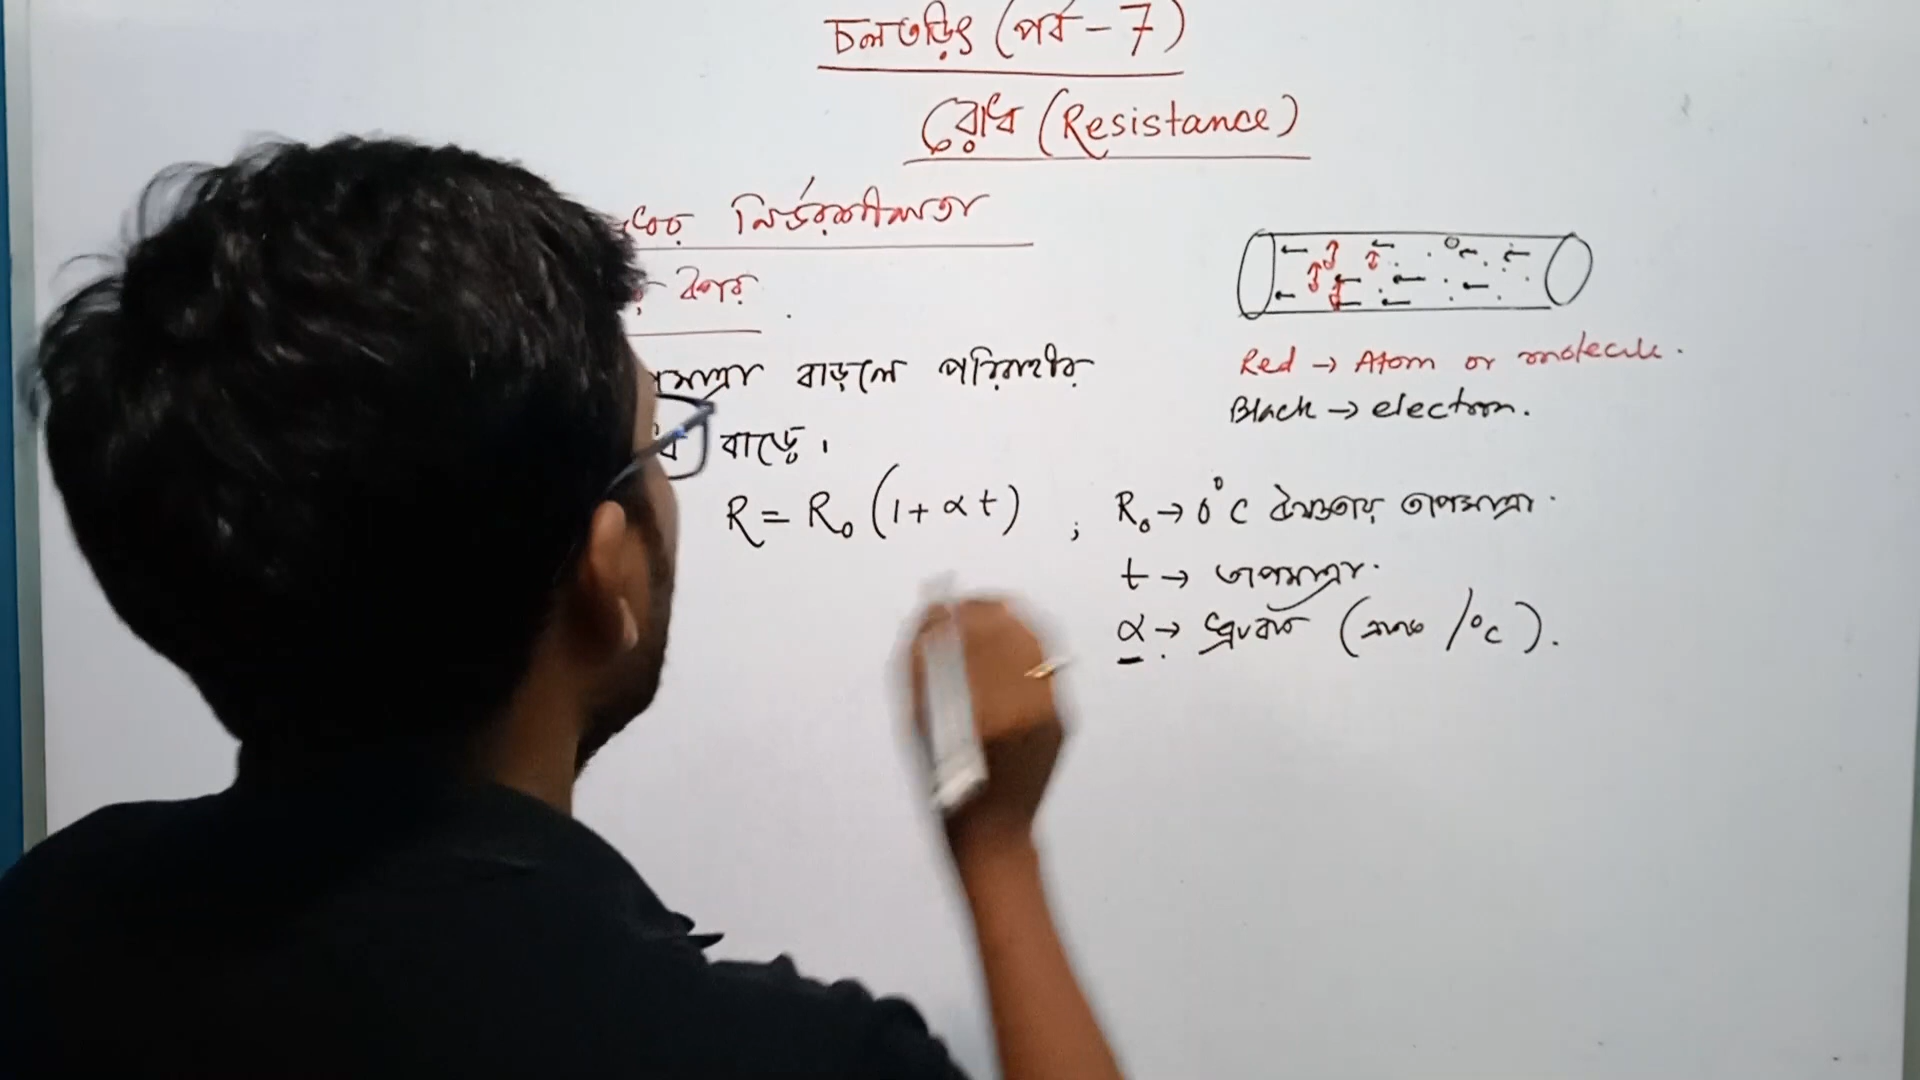 চলতড়িৎ (পর্ব - 7)
রোধ (Resistance)
নির্ভরশীলতা
উপর
বাড়লে পরিবাহীর
বাড়ে।
Red → Atom or molecule.
Black → electron.
R = R₀ (1 + αt) ; R₀ → 0°C উষ্ণতায় তাপমাত্রা.
t → তাপমাত্রা.
α → ধ্রুবক ( /°C).